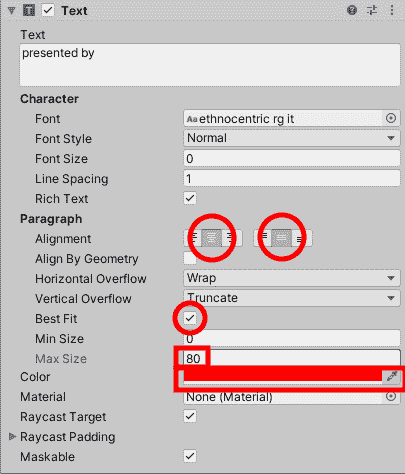 Text
Text
presented by
Character
Font Aa ethnocentric rg it
Font Style Normal
Font Size 0
Line Spacing 1
Rich Text
Paragraph
Alignment
Align By Geometry
Horizontal Overflow Wrap
Vertical Overflow Truncate
Best Fit
Min Size 0
Max Size 80
Color
Material None (Material)
Raycast Target
Raycast Padding
Maskable